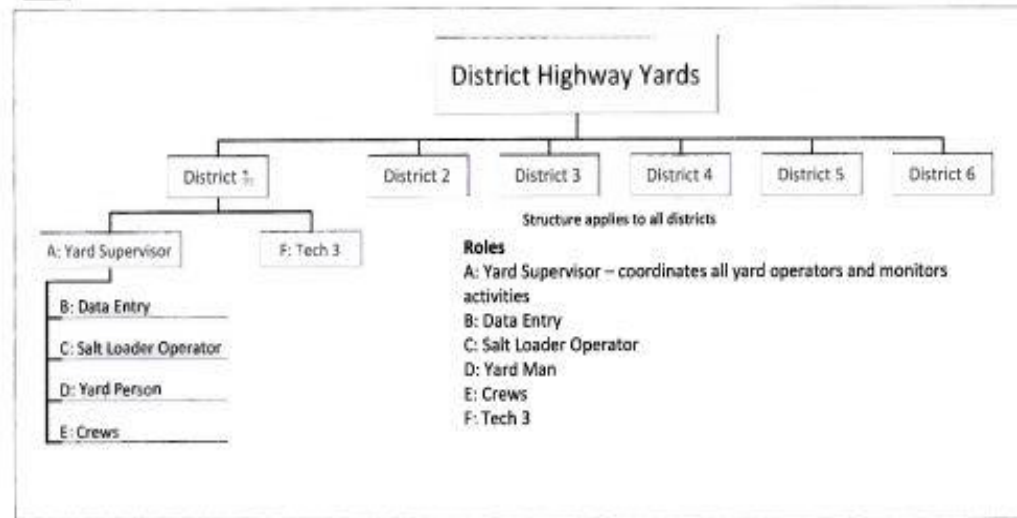 District Highway Yards
District 1
District 2
District 3
District 4
District 5
District 6
Structure applies to all districts
A: Yard Supervisor
F: Tech 3
B: Data Entry
C: Salt Loader Operator
D: Yard Person
E: Crews
Roles
A: Yard Supervisor – coordinates all yard operators and monitors
activities
B: Data Entry
C: Salt Loader Operator
D: Yard Man
E: Crews
F: Tech 3